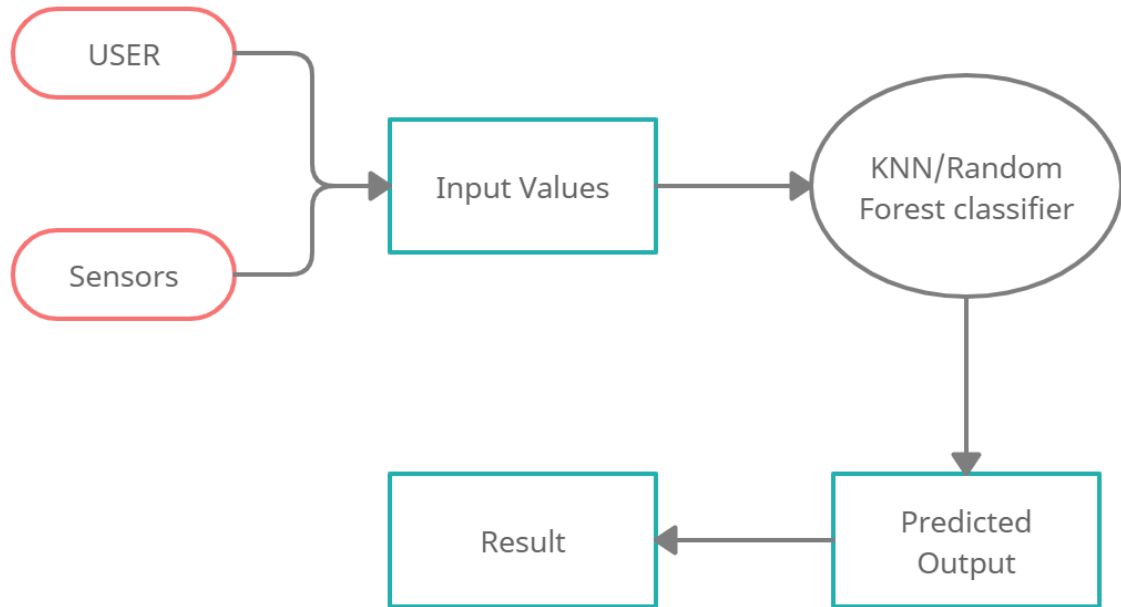 USER
Sensors
Input Values
KNN/Random
Forest classifier
Predicted
Output
Result